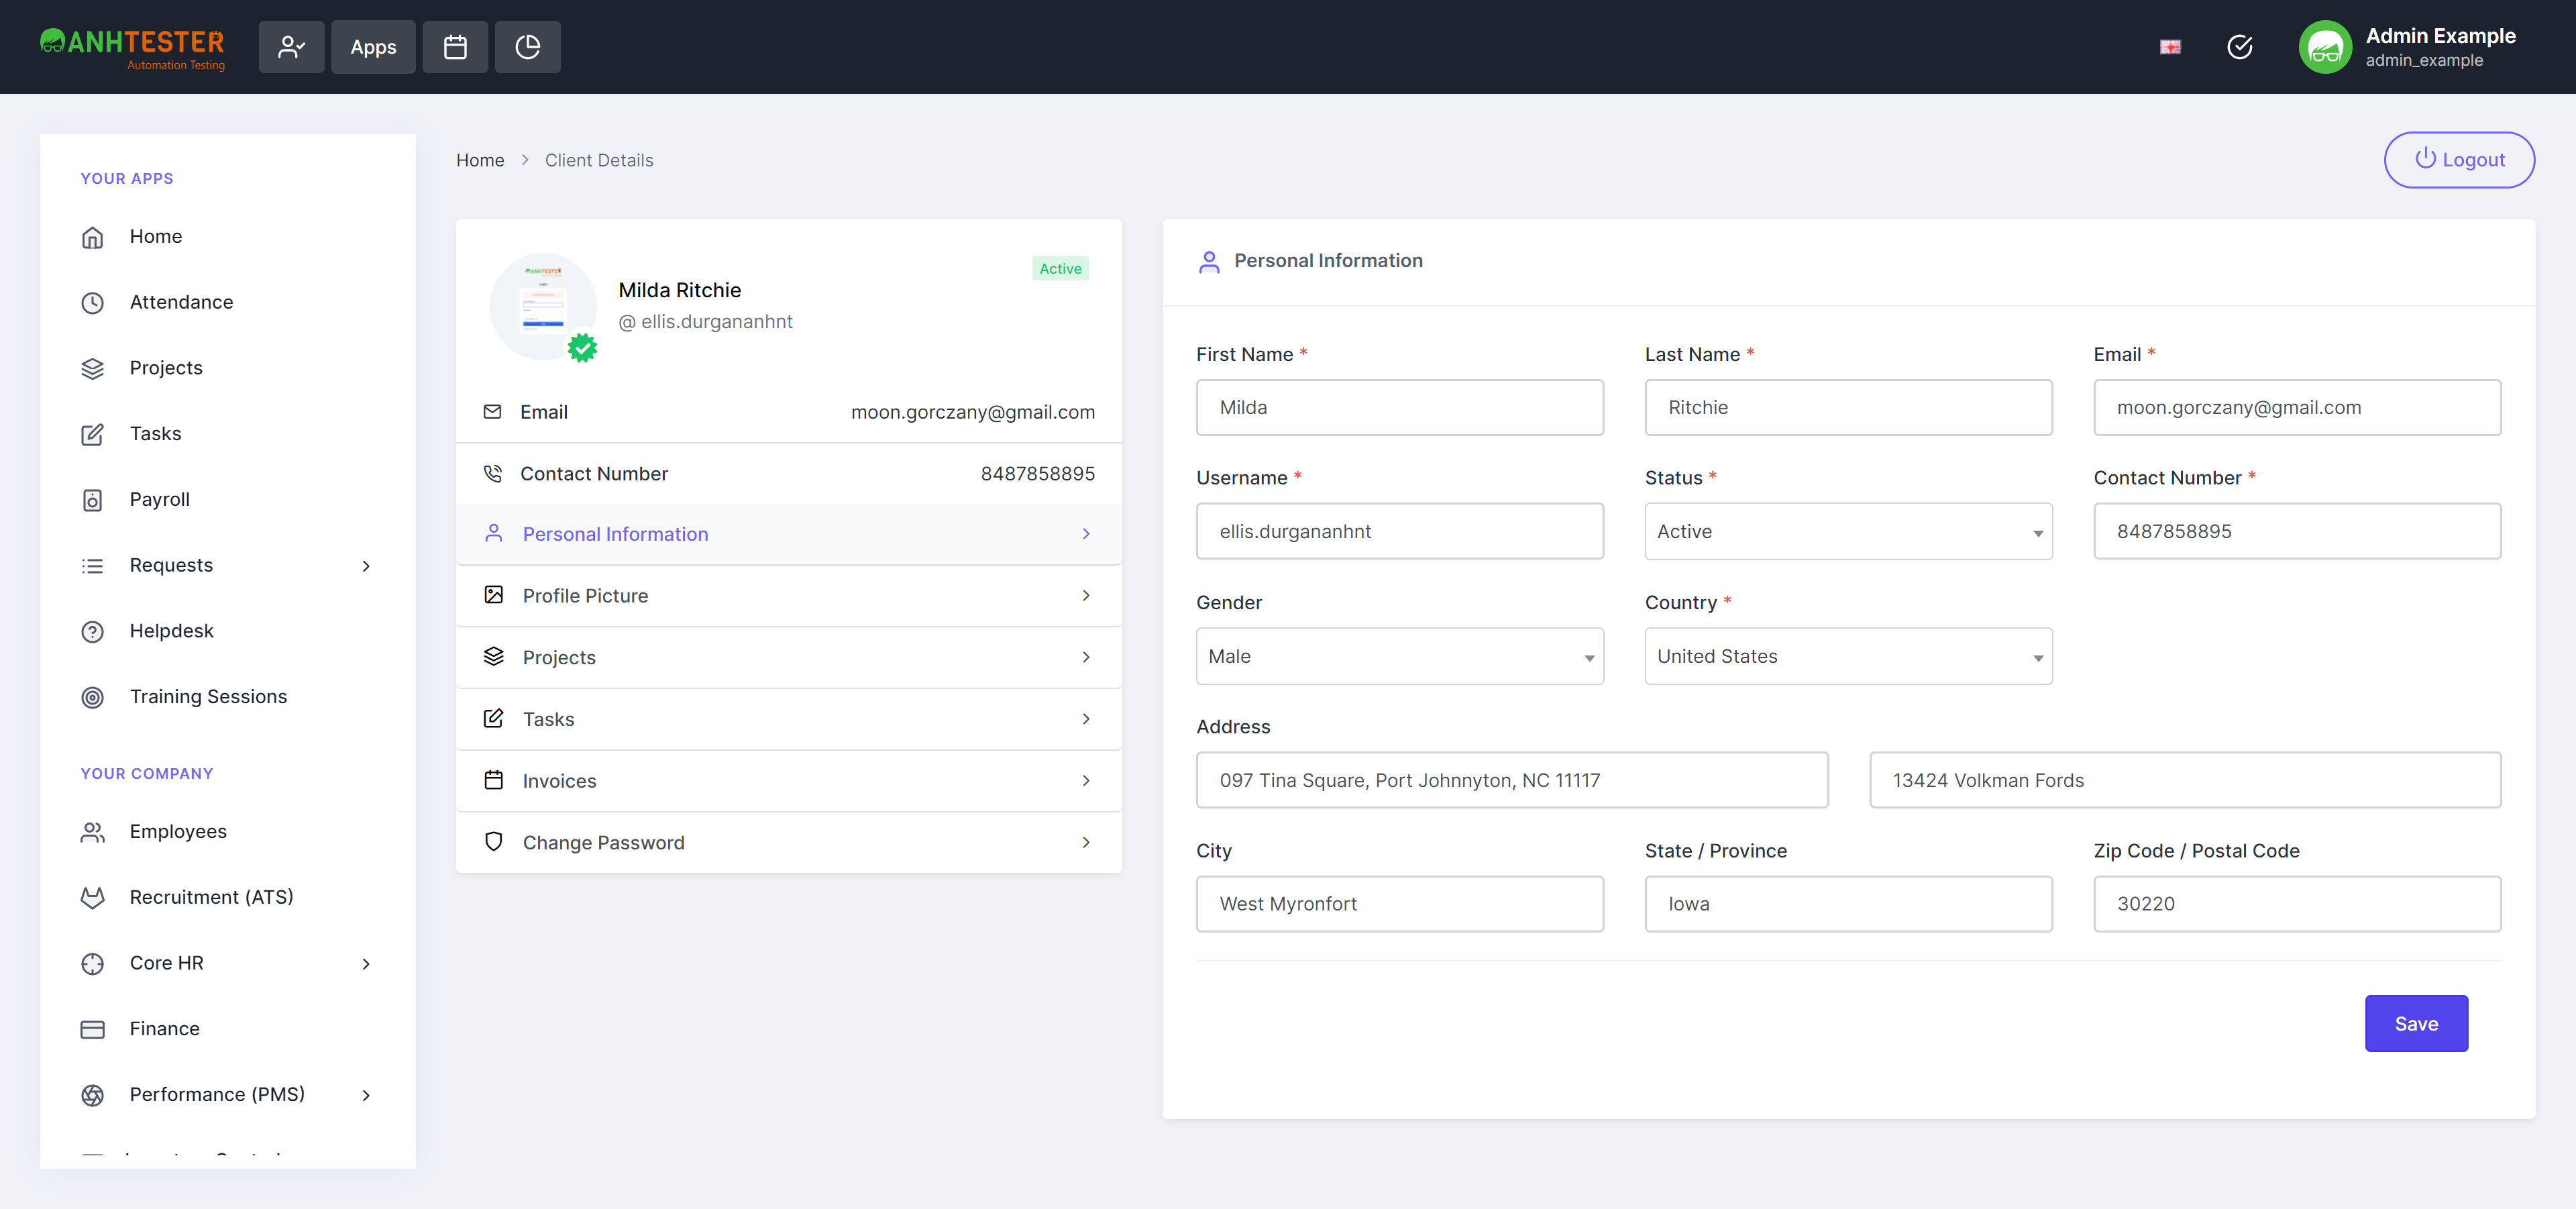 ANHTESTER
Automation Testing
Apps
Admin Example
admin_example
YOUR APPS
Home
Attendance
Projects
Tasks
Payroll
Requests
Helpdesk
Training Sessions
YOUR COMPANY
Employees
Recruitment (ATS)
Core HR
Finance
Performance (PMS)
Home > Client Details
Logout
Milda Ritchie
@ ellis.durgananhnt
Active
Email moon.gorczany@gmail.com
Contact Number 8487858895
Personal Information
Profile Picture
Projects
Tasks
Invoices
Change Password
Personal Information
First Name * Last Name * Email *
Milda Ritchie moon.gorczany@gmail.com
Username * Status * Contact Number *
ellis.durgananhnt Active 8487858895
Gender Country *
Male United States
Address
097 Tina Square, Port Johnnyton, NC 11117 13424 Volkman Fords
City State / Province Zip Code / Postal Code
West Myronfort Iowa 30220
Save